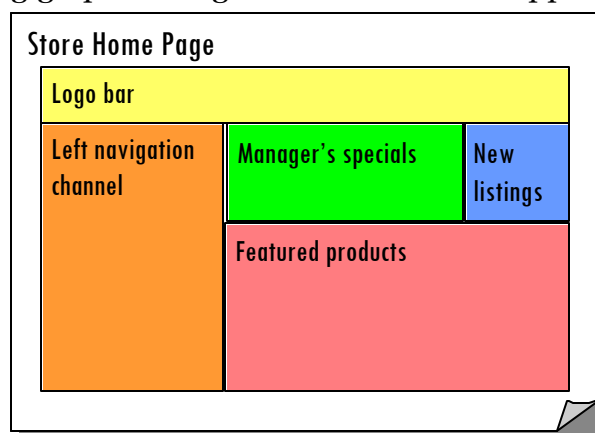 Store Home Page
Logo bar
Left navigation
channel
Manager's specials
New
listings
Featured products